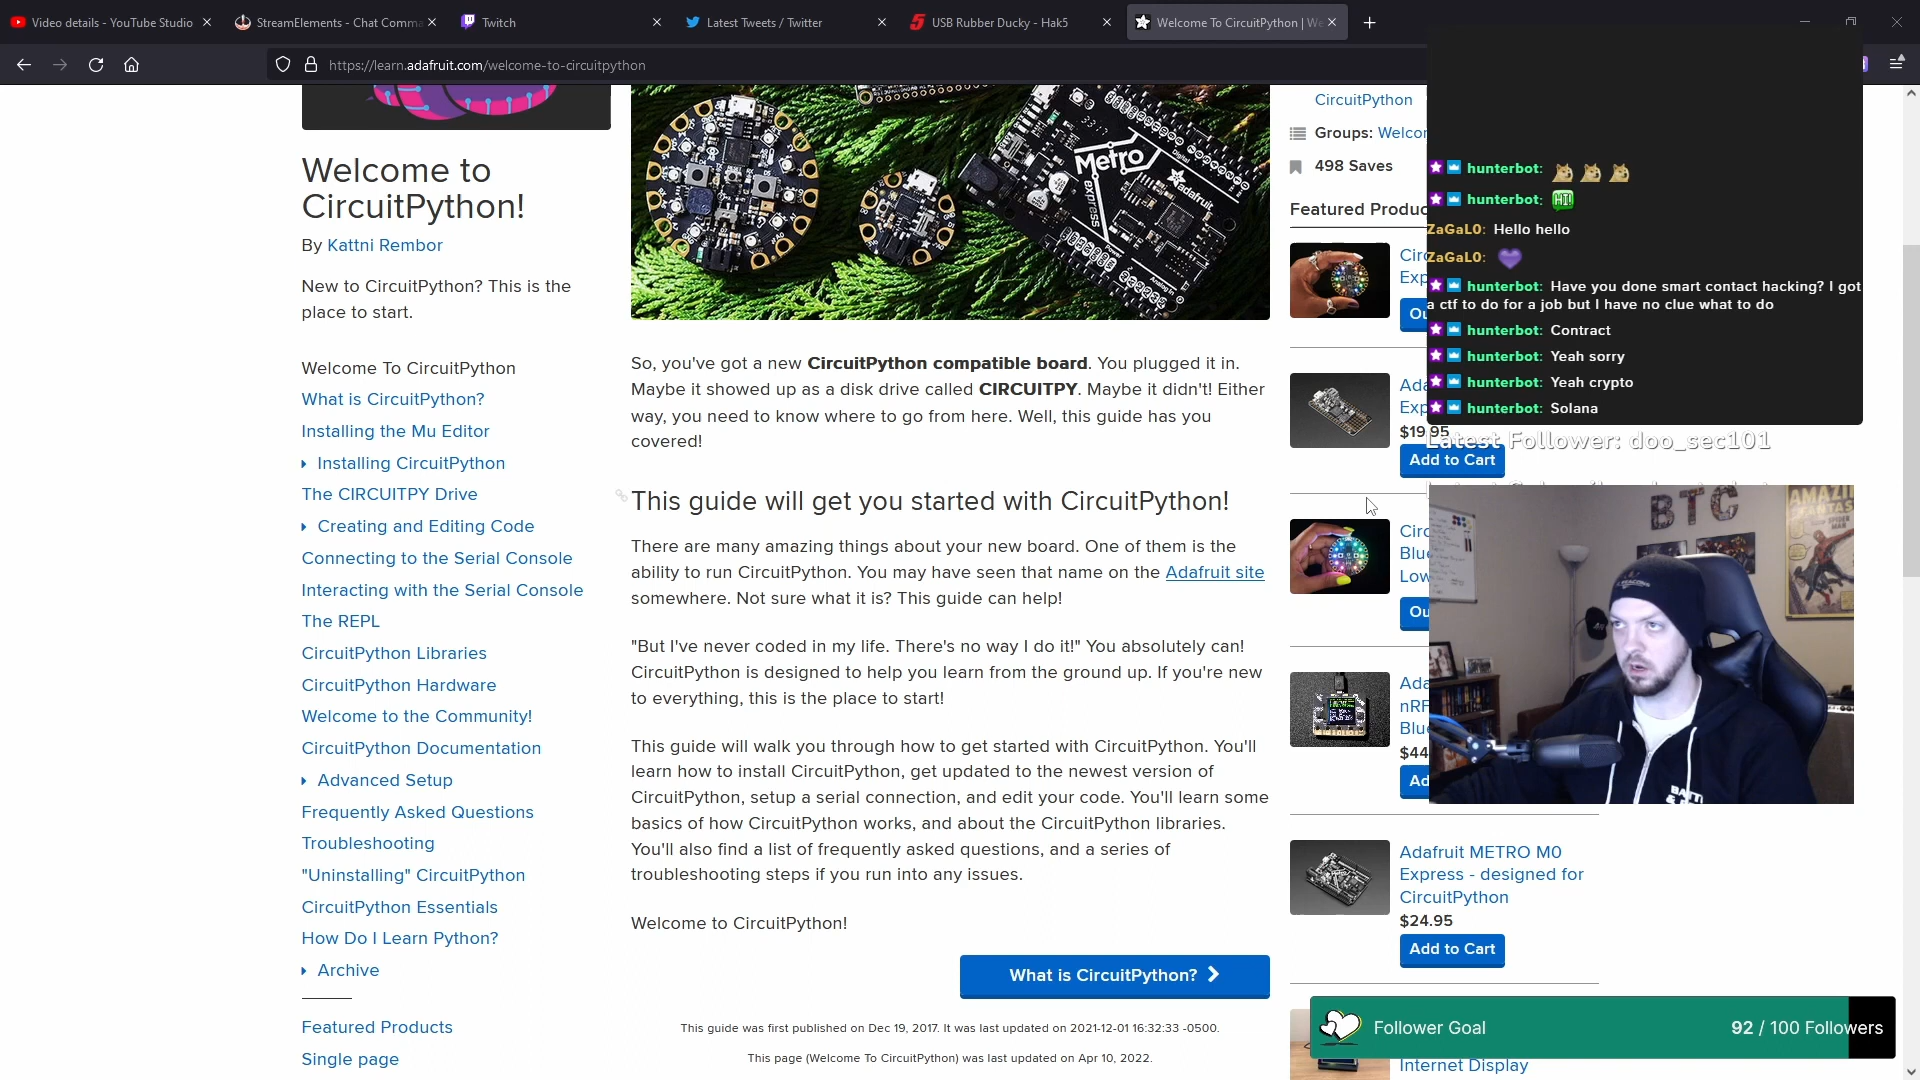 Video details - YouTube Studio
StreamElements - Chat Comma
Twitch
Latest Tweets / Twitter
USB Rubber Ducky - Hak5
Welcome To CircuitPython | We
https://learn.adafruit.com/welcome-to-circuitpython
Welcome to
CircuitPython!
By Kattni Rembor
New to CircuitPython? This is the
place to start.
Welcome To CircuitPython
What is CircuitPython?
Installing the Mu Editor
Installing CircuitPython
The CIRCUITPY Drive
Creating and Editing Code
Connecting to the Serial Console
Interacting with the Serial Console
The REPL
CircuitPython Libraries
CircuitPython Hardware
Welcome to the Community!
CircuitPython Documentation
Advanced Setup
Frequently Asked Questions
Troubleshooting
"Uninstalling" CircuitPython
CircuitPython Essentials
How Do I Learn Python?
Archive
Featured Products
Single page
Metro
express
adafruit
Digital
Power
Analog In
So, you've got a new CircuitPython compatible board. You plugged it in.
Maybe it showed up as a disk drive called CIRCUITPY. Maybe it didn't! Either
way, you need to know where to go from here. Well, this guide has you
covered!
This guide will get you started with CircuitPython!
There are many amazing things about your new board. One of them is the
ability to run CircuitPython. You may have seen that name on the Adafruit site
somewhere. Not sure what it is? This guide can help!
"But I've never coded in my life. There's no way I do it!" You absolutely can!
CircuitPython is designed to help you learn from the ground up. If you're new
to everything, this is the place to start!
This guide will walk you through how to get started with CircuitPython. You'll
learn how to install CircuitPython, get updated to the newest version of
CircuitPython, setup a serial connection, and edit your code. You'll learn some
basics of how CircuitPython works, and about the CircuitPython libraries.
You'll also find a list of frequently asked questions, and a series of
troubleshooting steps if you run into any issues.
Welcome to CircuitPython!
What is CircuitPython?
This guide was first published on Dec 19, 2017. It was last updated on 2021-12-01 16:32:33 -0500.
This page (Welcome To CircuitPython) was last updated on Apr 10, 2022.
CircuitPython
Groups: Welcor
498 Saves
Featured Produc
Circ
Exp
Ou
Ada
Exp
$19.95
Add to Cart
Circ
Blu
Low
Ou
Ada
nRF
Blu
$44
Ad
Adafruit METRO M0
Express - designed for
CircuitPython
$24.95
Add to Cart
Internet Display
hunterbot:
hunterbot: HI!
ZaGaL0: Hello hello
ZaGaL0:
hunterbot: Have you done smart contact hacking? I got
a ctf to do for a job but I have no clue what to do
hunterbot: Contract
hunterbot: Yeah sorry
hunterbot: Yeah crypto
hunterbot: Solana
Latest Follower: doo_sec101
BTC
AMAZING
FANTASY
Follower Goal
92 / 100 Followers